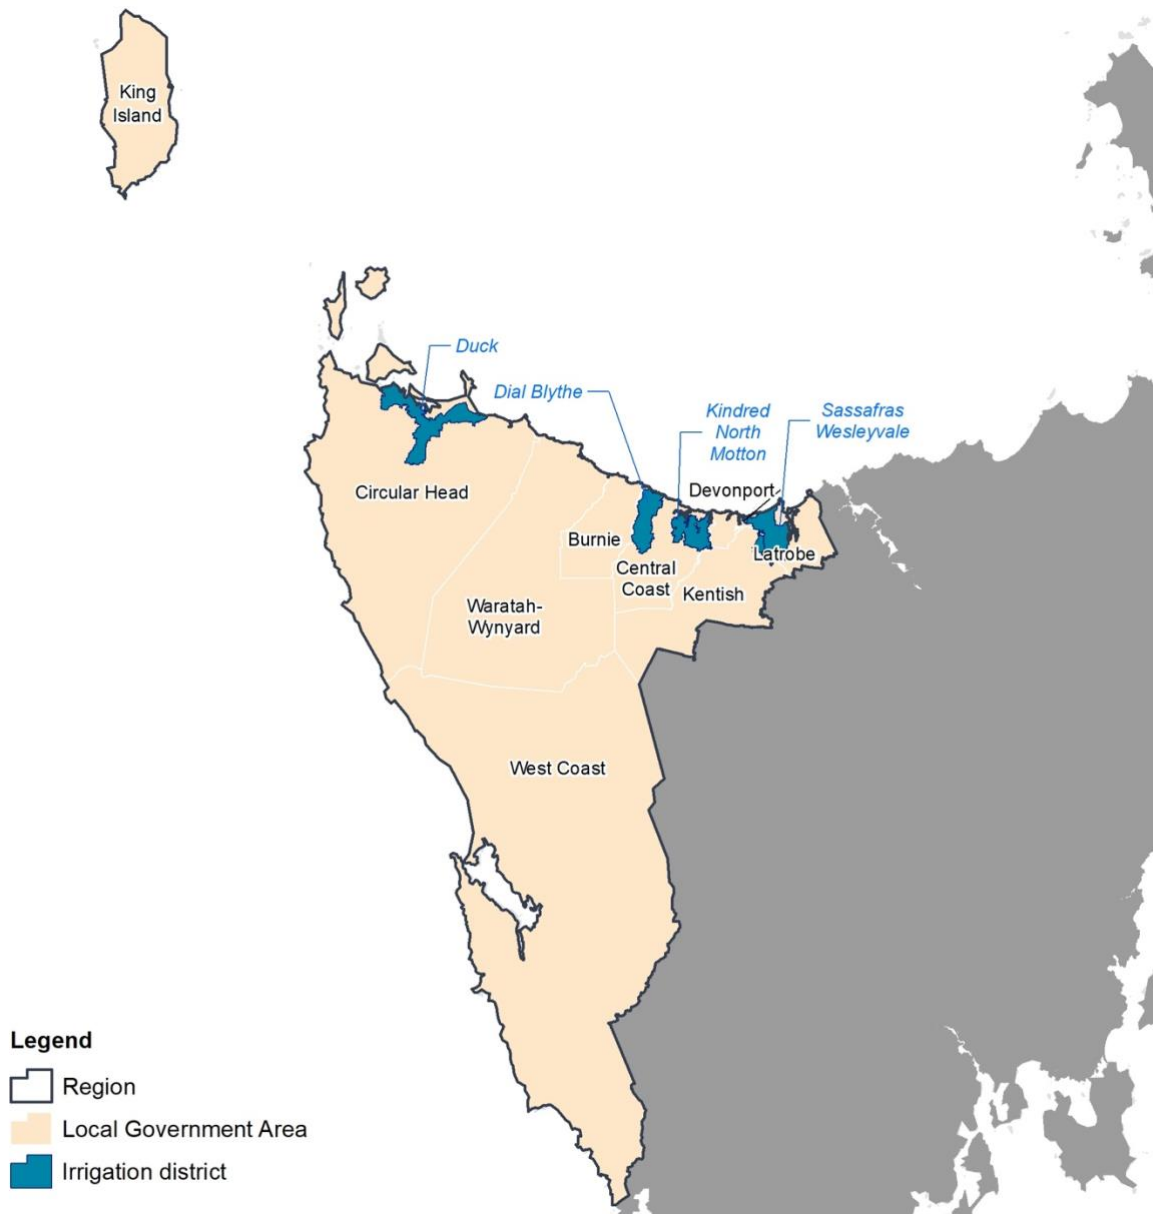 King
Island
Duck
Dial Blythe
Kindred
North
Motton
Sassafras
Wesleyvale
Devonport
Circular Head
Burnie
Latrobe
Central
Coast
Kentish
Waratah-
Wynyard
West Coast
Legend
Region
Local Government Area
Irrigation district